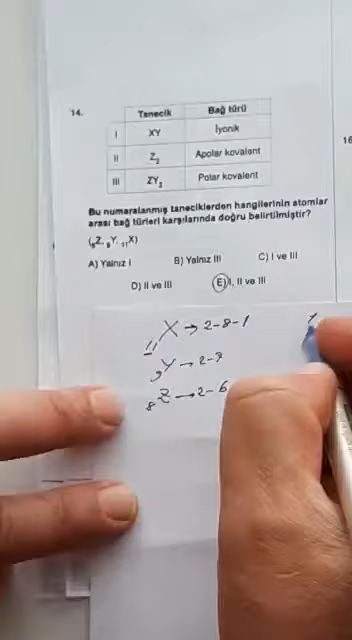 14.
Tanecik Bağ türü
I XY İyonik
II Z₂ Apolar kovalent
III ZY₂ Polar kovalent
Bu numaralanmış taneciklerden hangilerinin atomlar
arası bağ türleri karşılarında doğru belirtilmiştir?
(₈Z, ₉Y, ₁₁X)
A) Yalnız I B) Yalnız III C) I ve III
D) II ve III E) I, II ve III
₁₁X → 2-8-1
₉Y → 2-7
₈Z → 2-6
16